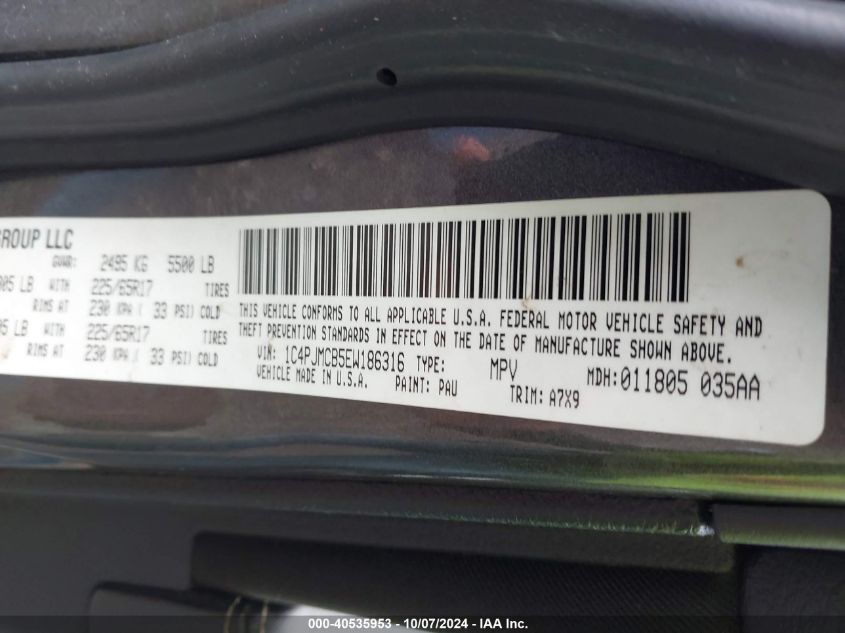 GROUP LLC
GVWR: 2495 KG 5500 LB
LB WITH 225/65R17 TIRES
RIMS AT 230 KPA ( 33 PSI) COLD
LB WITH 225/65R17 TIRES
RIMS AT 230 KPA ( 33 PSI) COLD
THIS VEHICLE CONFORMS TO ALL APPLICABLE U.S.A. FEDERAL MOTOR VEHICLE SAFETY AND
THEFT PREVENTION STANDARDS IN EFFECT ON THE DATE OF MANUFACTURE SHOWN ABOVE.
VIN: 1C4PJMCB5EW186316 TYPE: MPV MDH:011805 035AA
VEHICLE MADE IN U.S.A. PAINT: PAU TRIM: A7X9
000-40535953 - 10/07/2024 - IAA Inc.